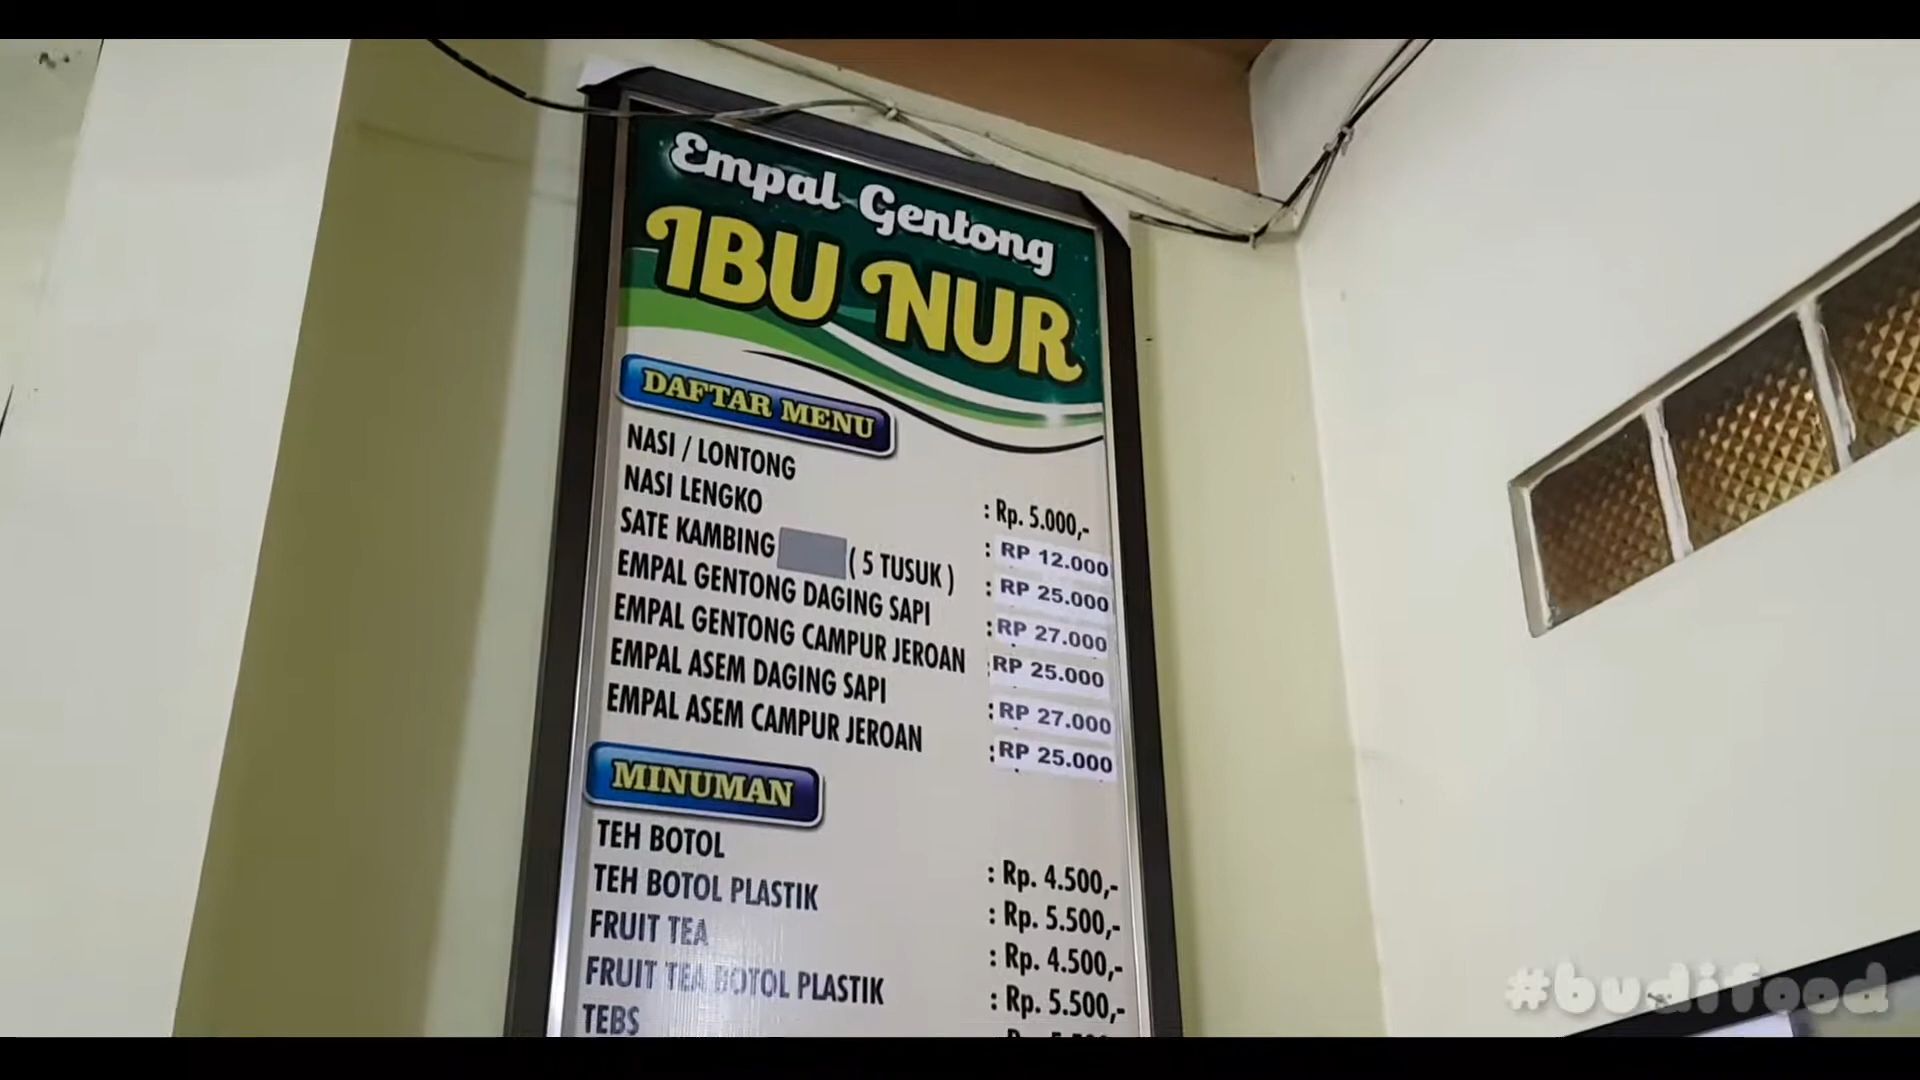 Empal Gentong
IBU NUR
DAFTAR MENU
NASI / LONTONG : Rp. 5.000,-
NASI LENGKO : RP 12.000
SATE KAMBING ( 5 TUSUK ) : RP 25.000
EMPAL GENTONG DAGING SAPI : RP 27.000
EMPAL GENTONG CAMPUR JEROAN : RP 25.000
EMPAL ASEM DAGING SAPI : RP 27.000
EMPAL ASEM CAMPUR JEROAN : RP 25.000
MINUMAN
TEH BOTOL : Rp. 4.500,-
TEH BOTOL PLASTIK : Rp. 5.500,-
FRUIT TEA : Rp. 4.500,-
FRUIT TEA BOTOL PLASTIK : Rp. 5.500,-
TEBS
#budifood